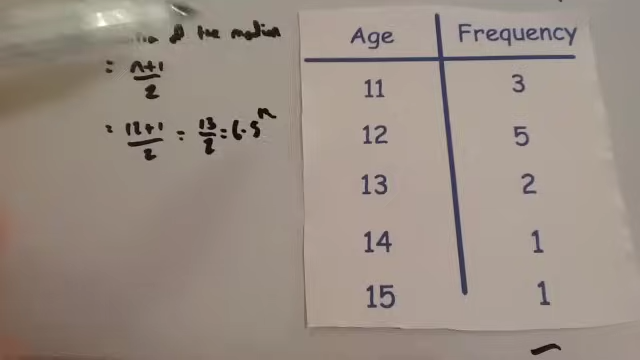 the median
= n+1/2
= 12+1/2 = 13/2 = 6.5
Age Frequency
11 3
12 5
13 2
14 1
15 1